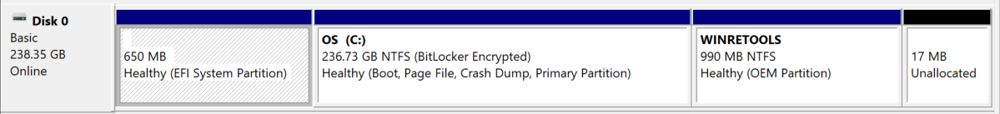 Disk 0
Basic
238.35 GB
Online
650 MB
Healthy (EFI System Partition)
OS (C:)
236.73 GB NTFS (BitLocker Encrypted)
Healthy (Boot, Page File, Crash Dump, Primary Partition)
WINRETOOLS
990 MB NTFS
Healthy (OEM Partition)
17 MB
Unallocated